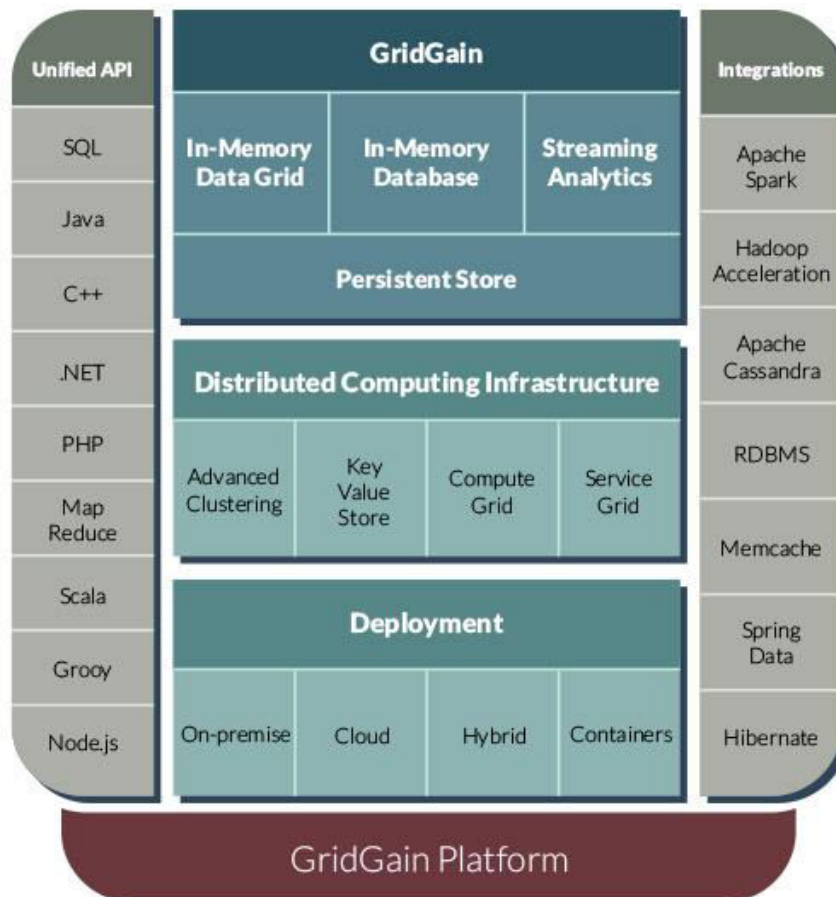 Unified API
SQL
Java
C++
.NET
PHP
Map
Reduce
Scala
Grooy
Node.js
GridGain
In-Memory
Data Grid
In-Memory
Database
Streaming
Analytics
Persistent Store
Distributed Computing Infrastructure
Advanced
Clustering
Key
Value
Store
Compute
Grid
Service
Grid
Deployment
On-premise
Cloud
Hybrid
Containers
Integrations
Apache
Spark
Hadoop
Acceleration
Apache
Cassandra
RDBMS
Memcache
Spring
Data
Hibernate
GridGain Platform